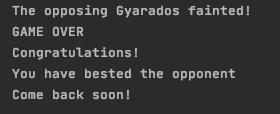 The opposing Gyarados fainted!
GAME OVER
Congratulations!
You have bested the opponent
Come back soon!